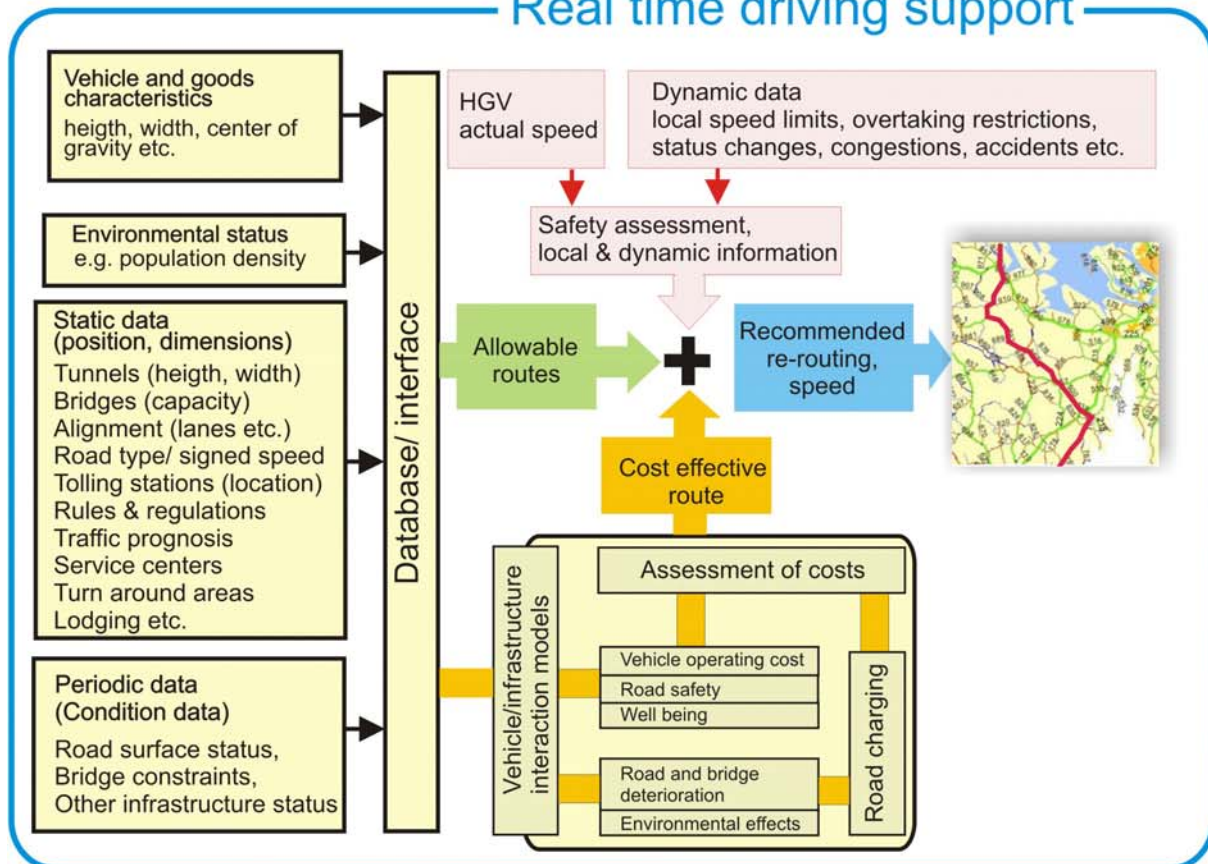 Real time driving support
Vehicle and goods
characteristics
heigth, width, center of
gravity etc.
Environmental status
e.g. population density
Static data
(position, dimensions)
Tunnels (heigth, width)
Bridges (capacity)
Alignment (lanes etc.)
Road type/ signed speed
Tolling stations (location)
Rules & regulations
Traffic prognosis
Service centers
Turn around areas
Lodging etc.
Periodic data
(Condition data)
Road surface status,
Bridge constraints,
Other infrastructure status
Database/ interface
HGV
actual speed
Dynamic data
local speed limits, overtaking restrictions,
status changes, congestions, accidents etc.
Safety assessment,
local & dynamic information
Allowable
routes
Recommended
re-routing,
speed
Cost effective
route
Vehicle/infrastructure
interaction models
Assessment of costs
Vehicle operating cost
Road safety
Well being
Road and bridge
deterioration
Environmental effects
Road charging